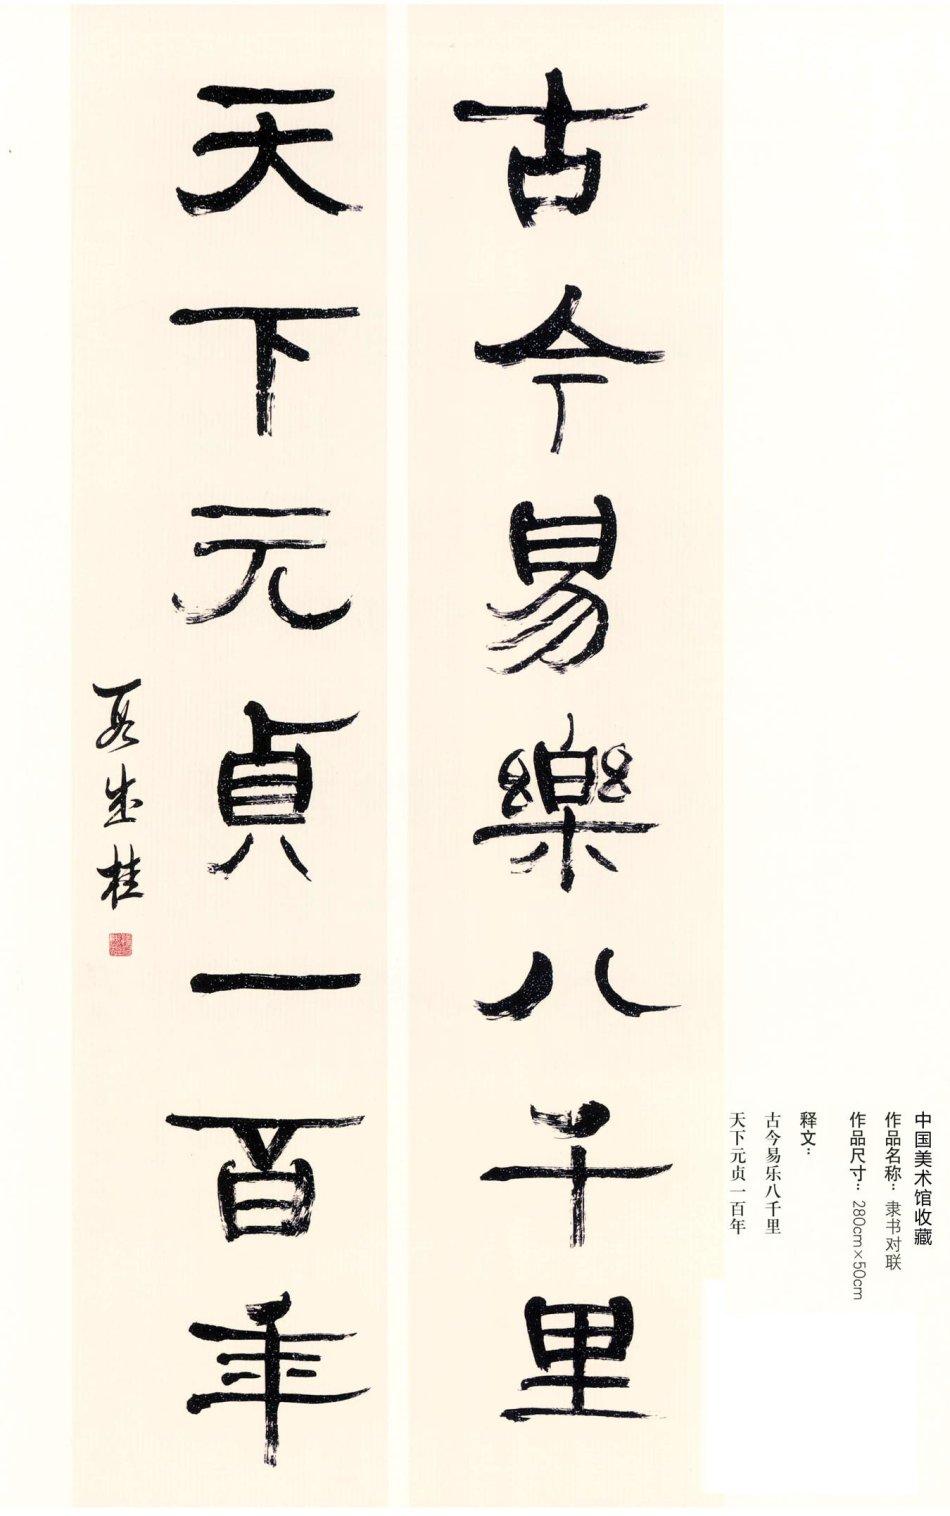 中国美术馆收藏
作品名称：隶书对联
作品尺寸：280cm×50cm
释文：
古今易乐八千里
天下元贞一百年
古今易樂八千里
天下元貞一百年
段成桂